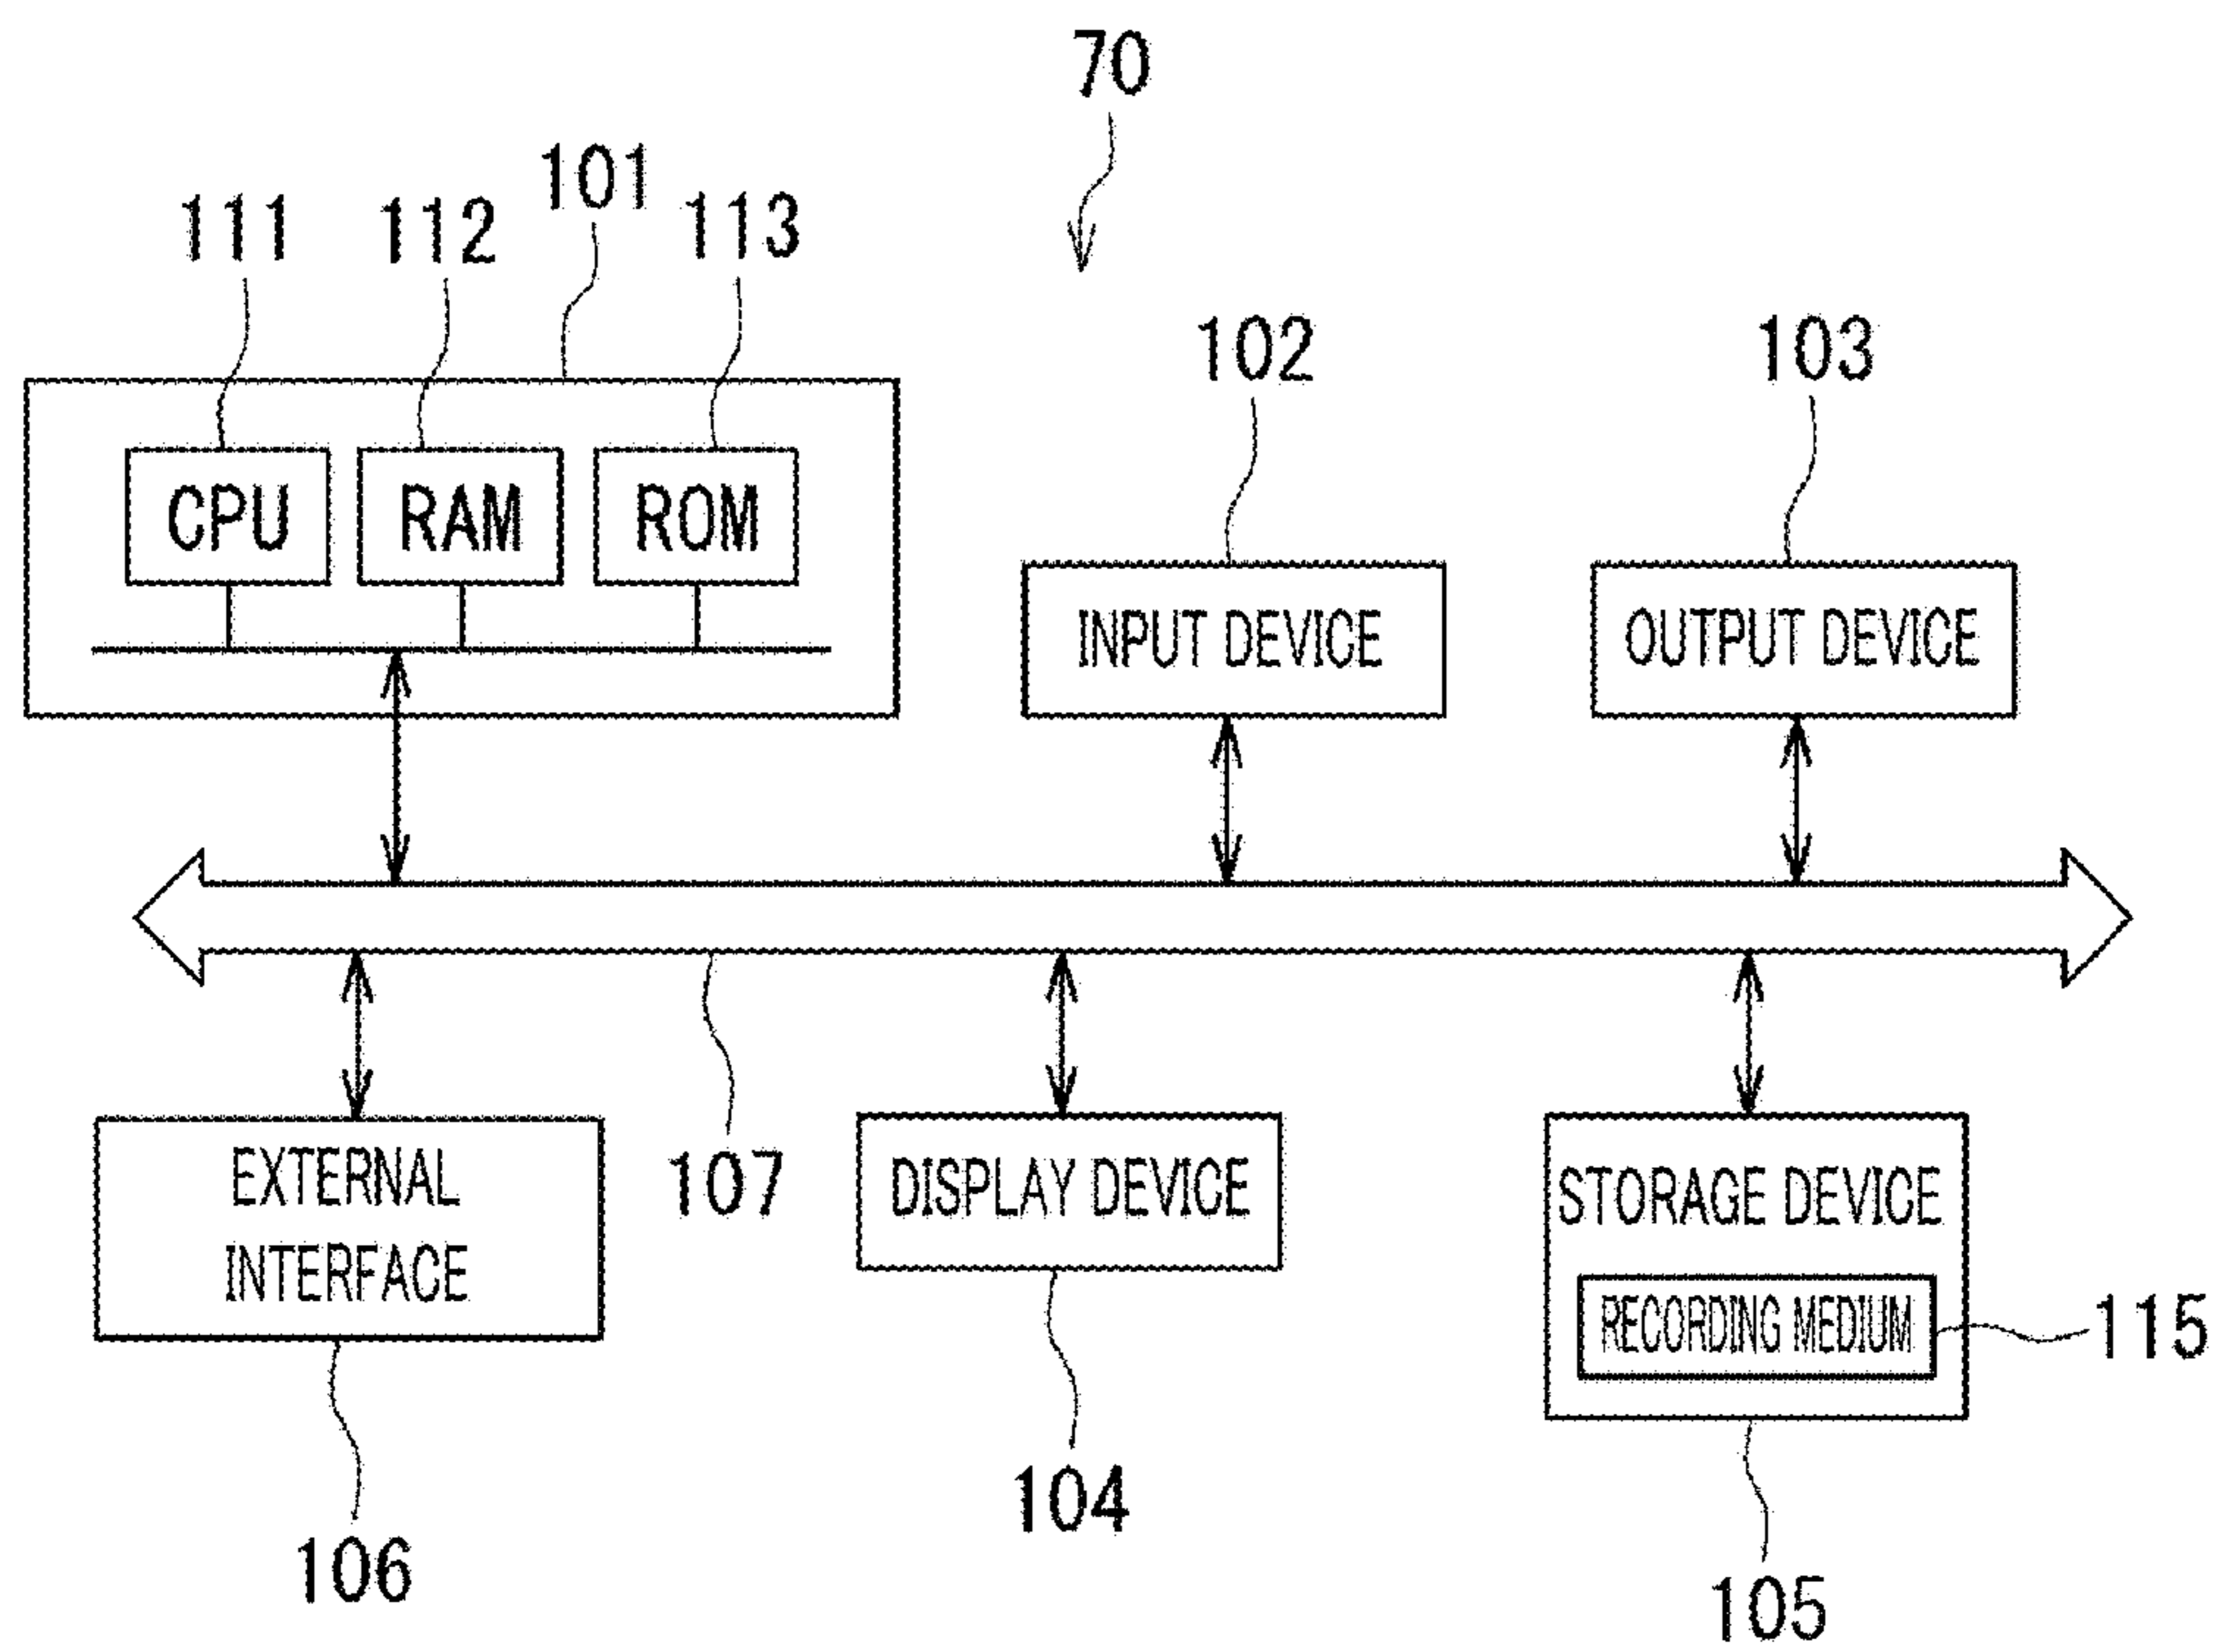 70
101
111 112 113
102 103
CPU RAM ROM
INPUT DEVICE OUTPUT DEVICE
EXTERNAL
INTERFACE
107
DISPLAY DEVICE
STORAGE DEVICE
RECORDING MEDIUM
115
104
106
105